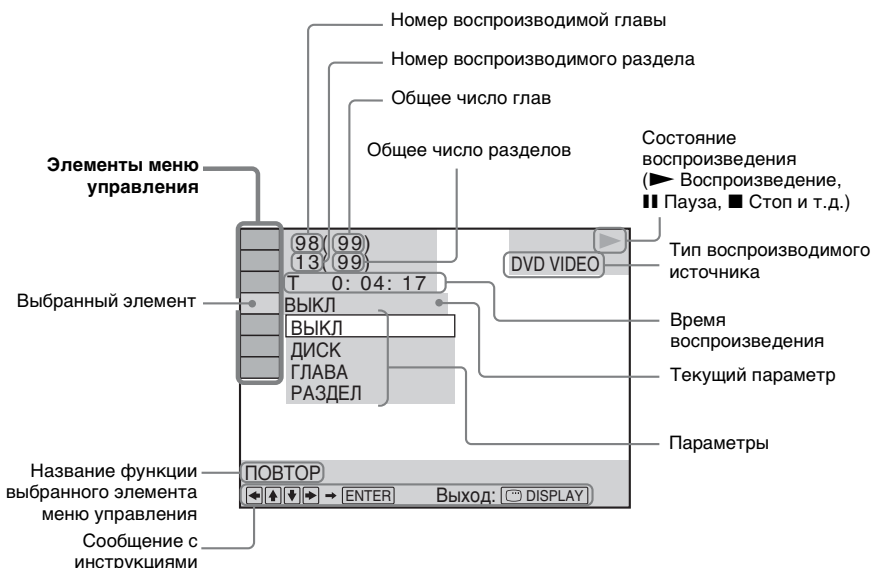 Номер воспроизводимой главы
Номер воспроизводимого раздела
Общее число глав
Общее число разделов
Состояние
воспроизведения
(► Воспроизведение,
❚❚ Пауза, ■ Стоп и т.д.)
Элементы меню
управления
98( 99)
13( 99)
DVD VIDEO
Тип воспроизводимого
источника
T 0: 04: 17
Выбранный элемент
ВЫКЛ
ВЫКЛ
ДИСК
ГЛАВА
РАЗДЕЛ
Время
воспроизведения
Текущий параметр
Параметры
Название функции
выбранного элемента
меню управления
ПОВТОР
ENTER Выход: DISPLAY
Сообщение с
инструкциями